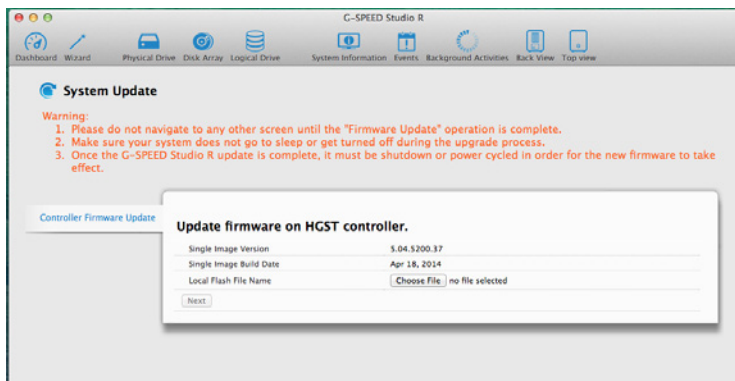 G-SPEED Studio R
Dashboard Wizard Physical Drive Disk Array Logical Drive System Information Events Background Activities Back View Top view
System Update
Warning:
1. Please do not navigate to any other screen until the "Firmware Update" operation is complete.
2. Make sure your system does not go to sleep or get turned off during the upgrade process.
3. Once the G-SPEED Studio R update is complete, it must be shutdown or power cycled in order for the new firmware to take
effect.
Controller Firmware Update
Update firmware on HGST controller.
Single Image Version 5.04.5200.37
Single Image Build Date Apr 18, 2014
Local Flash File Name Choose File no file selected
Next